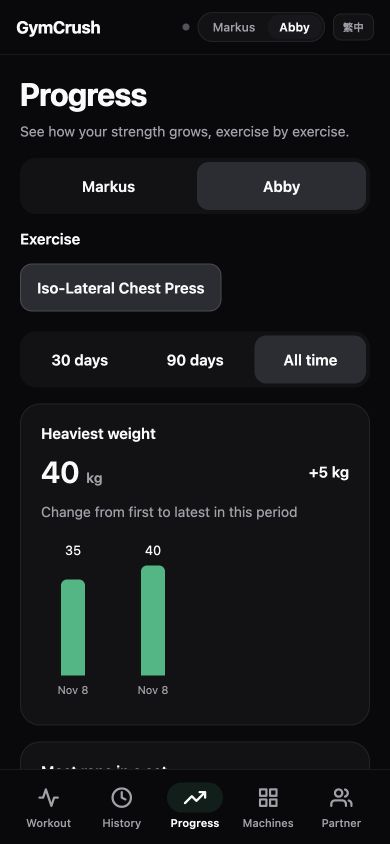 GymCrush
Markus
Abby
繁中
Progress
See how your strength grows, exercise by exercise.
Markus
Abby
Exercise
Iso-Lateral Chest Press
30 days
90 days
All time
Heaviest weight
40 kg
+5 kg
Change from first to latest in this period
35
40
Nov 8
Nov 8
Workout
History
Progress
Machines
Partner